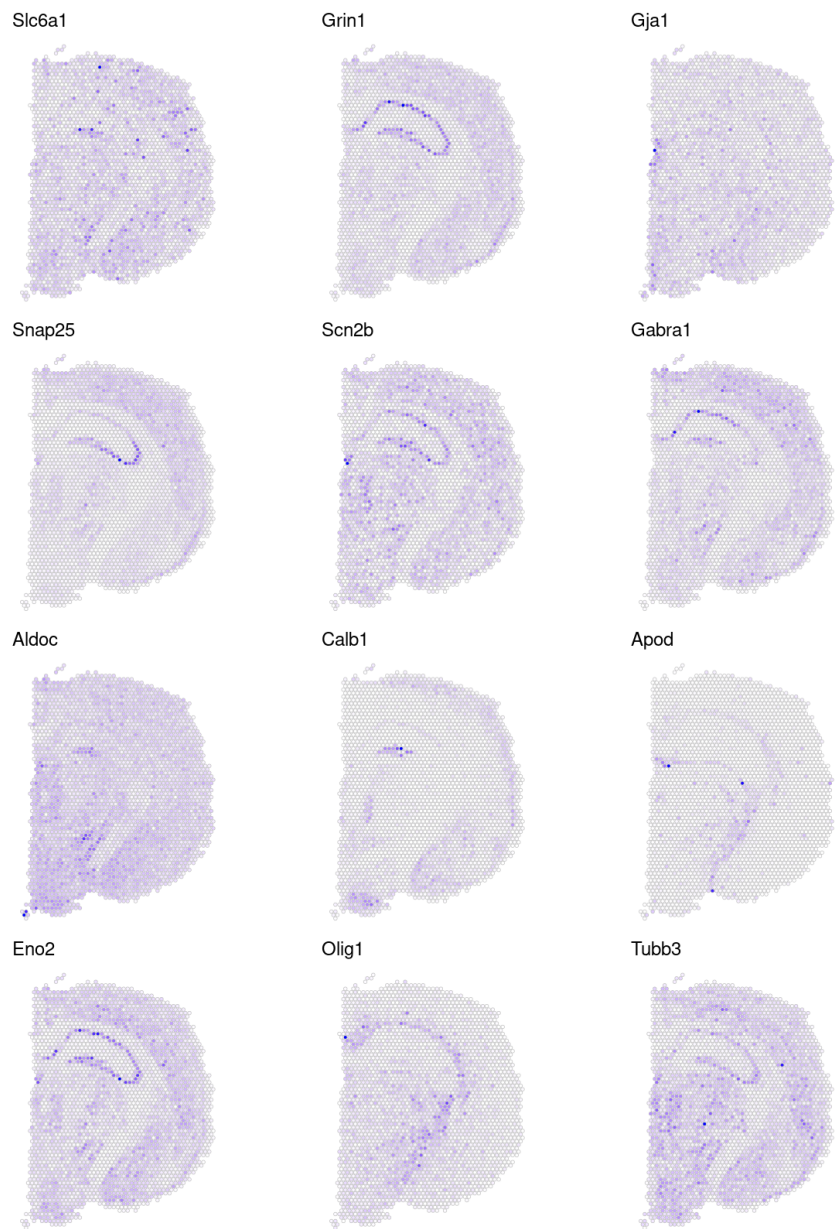 Slc6a1
Grin1
Gja1
Snap25
Scn2b
Gabra1
Aldoc
Calb1
Apod
Eno2
Olig1
Tubb3